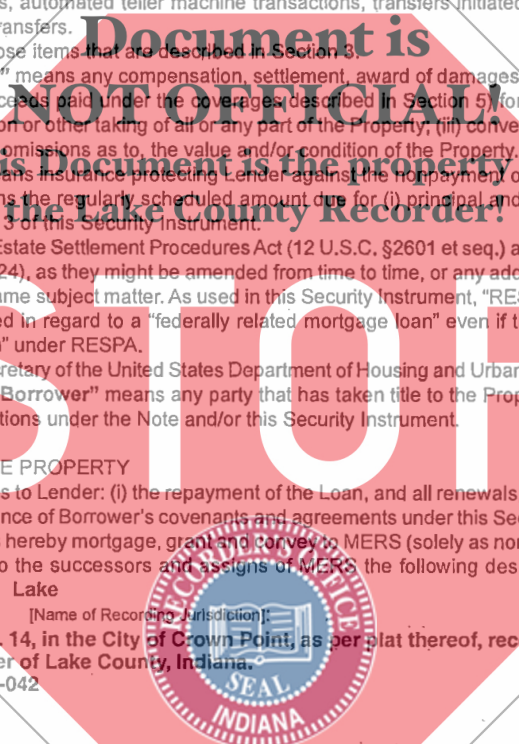 s, automated teller machine transactions, transfers initiated
ransfers.
ose items that are described in Section 3.
" means any compensation, settlement, award of damages
ceeds paid under the coverages described in Section 5) for
on or other taking of all or any part of the Property; (iii) conve
omissions as to, the value and/or condition of the Property.
ans insurance protecting Lender against the nonpayment o
ns the regularly scheduled amount due for (i) principal and
3 of this Security Instrument.
Estate Settlement Procedures Act (12 U.S.C. §2601 et seq.) a
24), as they might be amended from time to time, or any add
ame subject matter. As used in this Security Instrument, "RES
ed in regard to a "federally related mortgage loan" even if t
" under RESPA.
retary of the United States Department of Housing and Urban
Borrower" means any party that has taken title to the Prop
tions under the Note and/or this Security Instrument.
E PROPERTY
s to Lender: (i) the repayment of the Loan, and all renewals
nce of Borrower's covenants and agreements under this Sec
s hereby mortgage, grant and convey to MERS (solely as nom
o the successors and assigns of MERS the following des
Lake
[Name of Recording Jurisdiction]:
. 14, in the City of Crown Point, as per plat thereof, rec
er of Lake County, Indiana.
-042
Document is
NOT OFFICIAL!
is Document is the property
the Lake County Recorder!
STOP
RECORDER'S OFFICE
SEAL
INDIANA